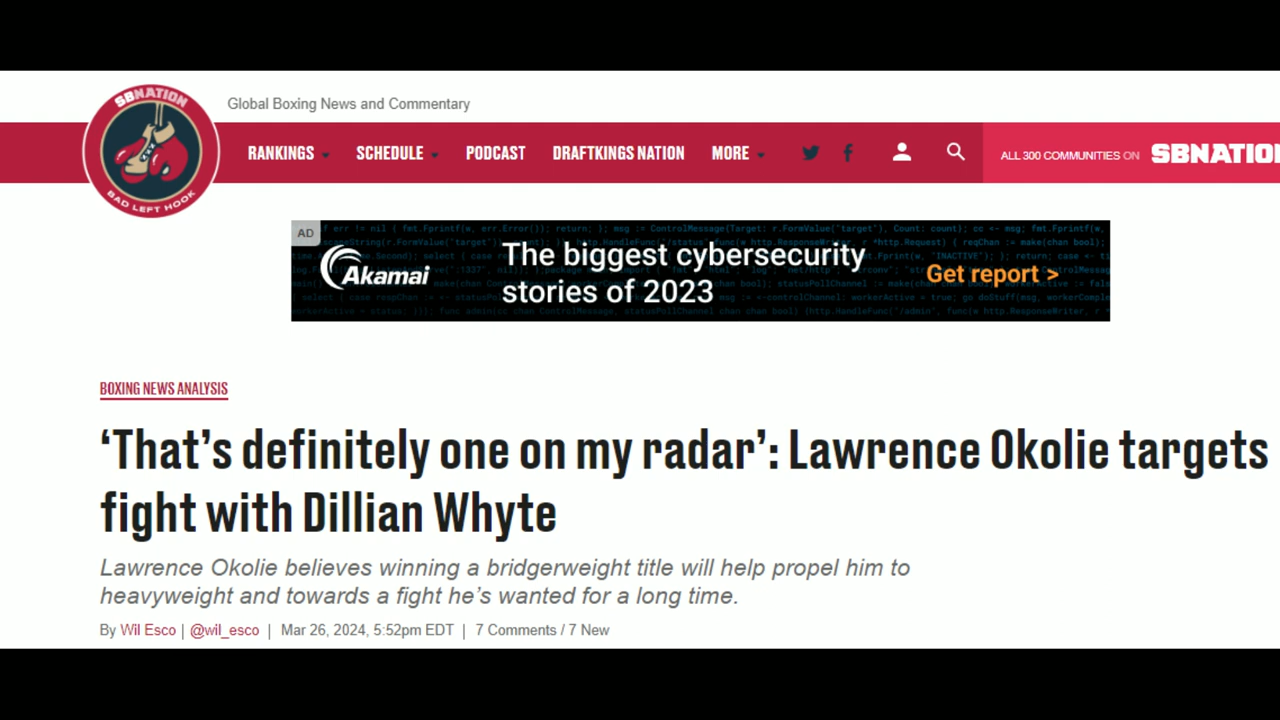 SBNATION
BAD LEFT HOOK
Global Boxing News and Commentary
RANKINGS SCHEDULE PODCAST DRAFTKINGS NATION MORE
ALL 300 COMMUNITIES ON SBNATION
AD
Akamai
The biggest cybersecurity
stories of 2023
Get report >
BOXING NEWS ANALYSIS
‘That’s definitely one on my radar’: Lawrence Okolie targets
fight with Dillian Whyte
Lawrence Okolie believes winning a bridgerweight title will help propel him to
heavyweight and towards a fight he’s wanted for a long time.
By Wil Esco | @wil_esco | Mar 26, 2024, 5:52pm EDT | 7 Comments / 7 New